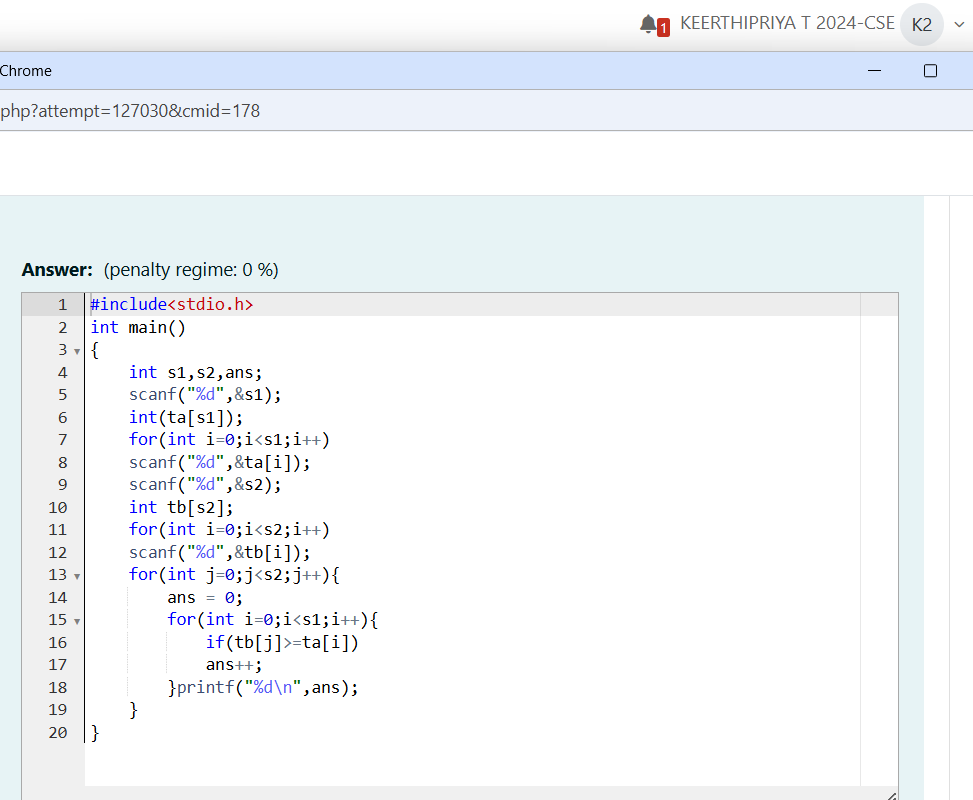 1 KEERTHIPRIYA T 2024-CSE K2
Chrome
php?attempt=127030&cmid=178
Answer: (penalty regime: 0 %)
1 #include<stdio.h>
2 int main()
3 {
4     int s1,s2,ans;
5     scanf("%d",&s1);
6     int(ta[s1]);
7     for(int i=0;i<s1;i++)
8     scanf("%d",&ta[i]);
9     scanf("%d",&s2);
10     int tb[s2];
11     for(int i=0;i<s2;i++)
12     scanf("%d",&tb[i]);
13     for(int j=0;j<s2;j++){
14         ans = 0;
15         for(int i=0;i<s1;i++){
16             if(tb[j]>=ta[i])
17             ans++;
18         }printf("%d\n",ans);
19     }
20 }